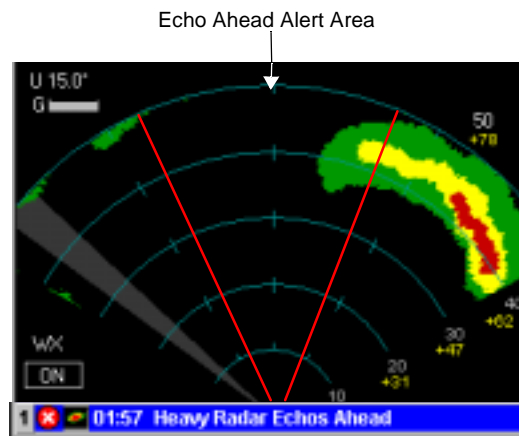 Echo Ahead Alert Area
U 15.0°
G
50
+78
40
+62
30
+47
20
+31
10
WX
ON
1 01:57 Heavy Radar Echos Ahead